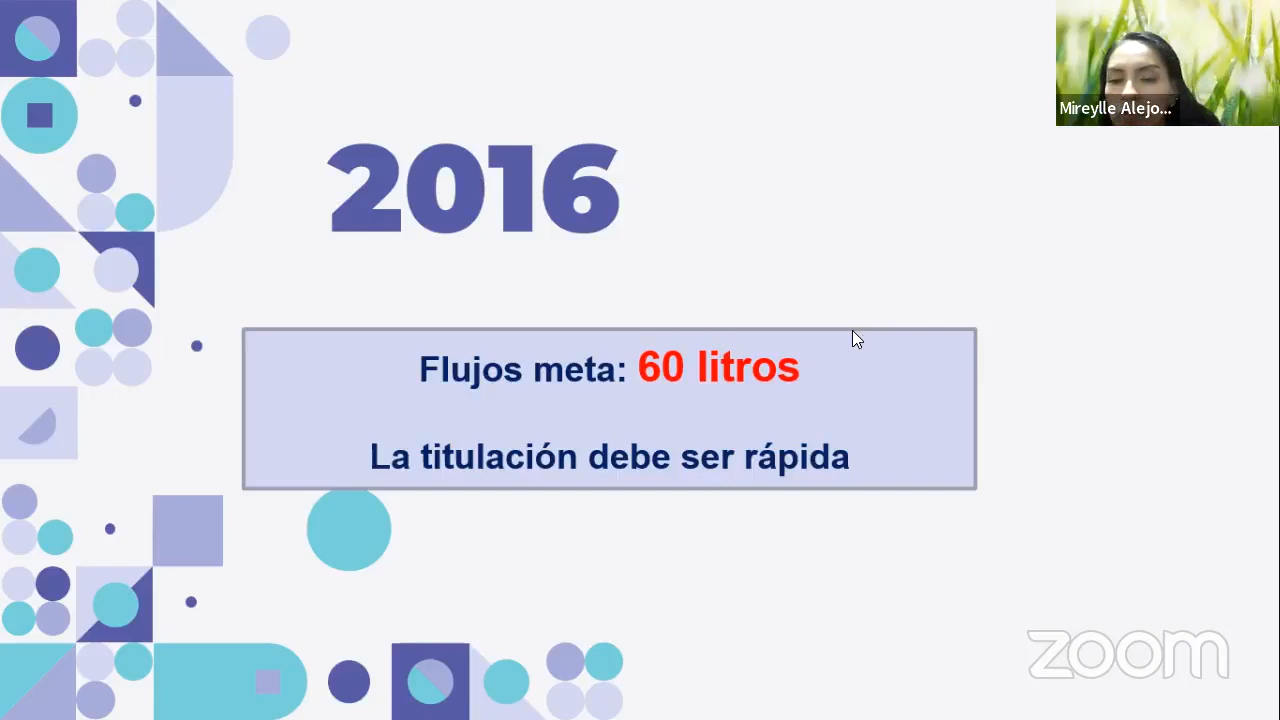 Mireylle Alejo...
2016
Flujos meta: 60 litros
La titulación debe ser rápida
zoom